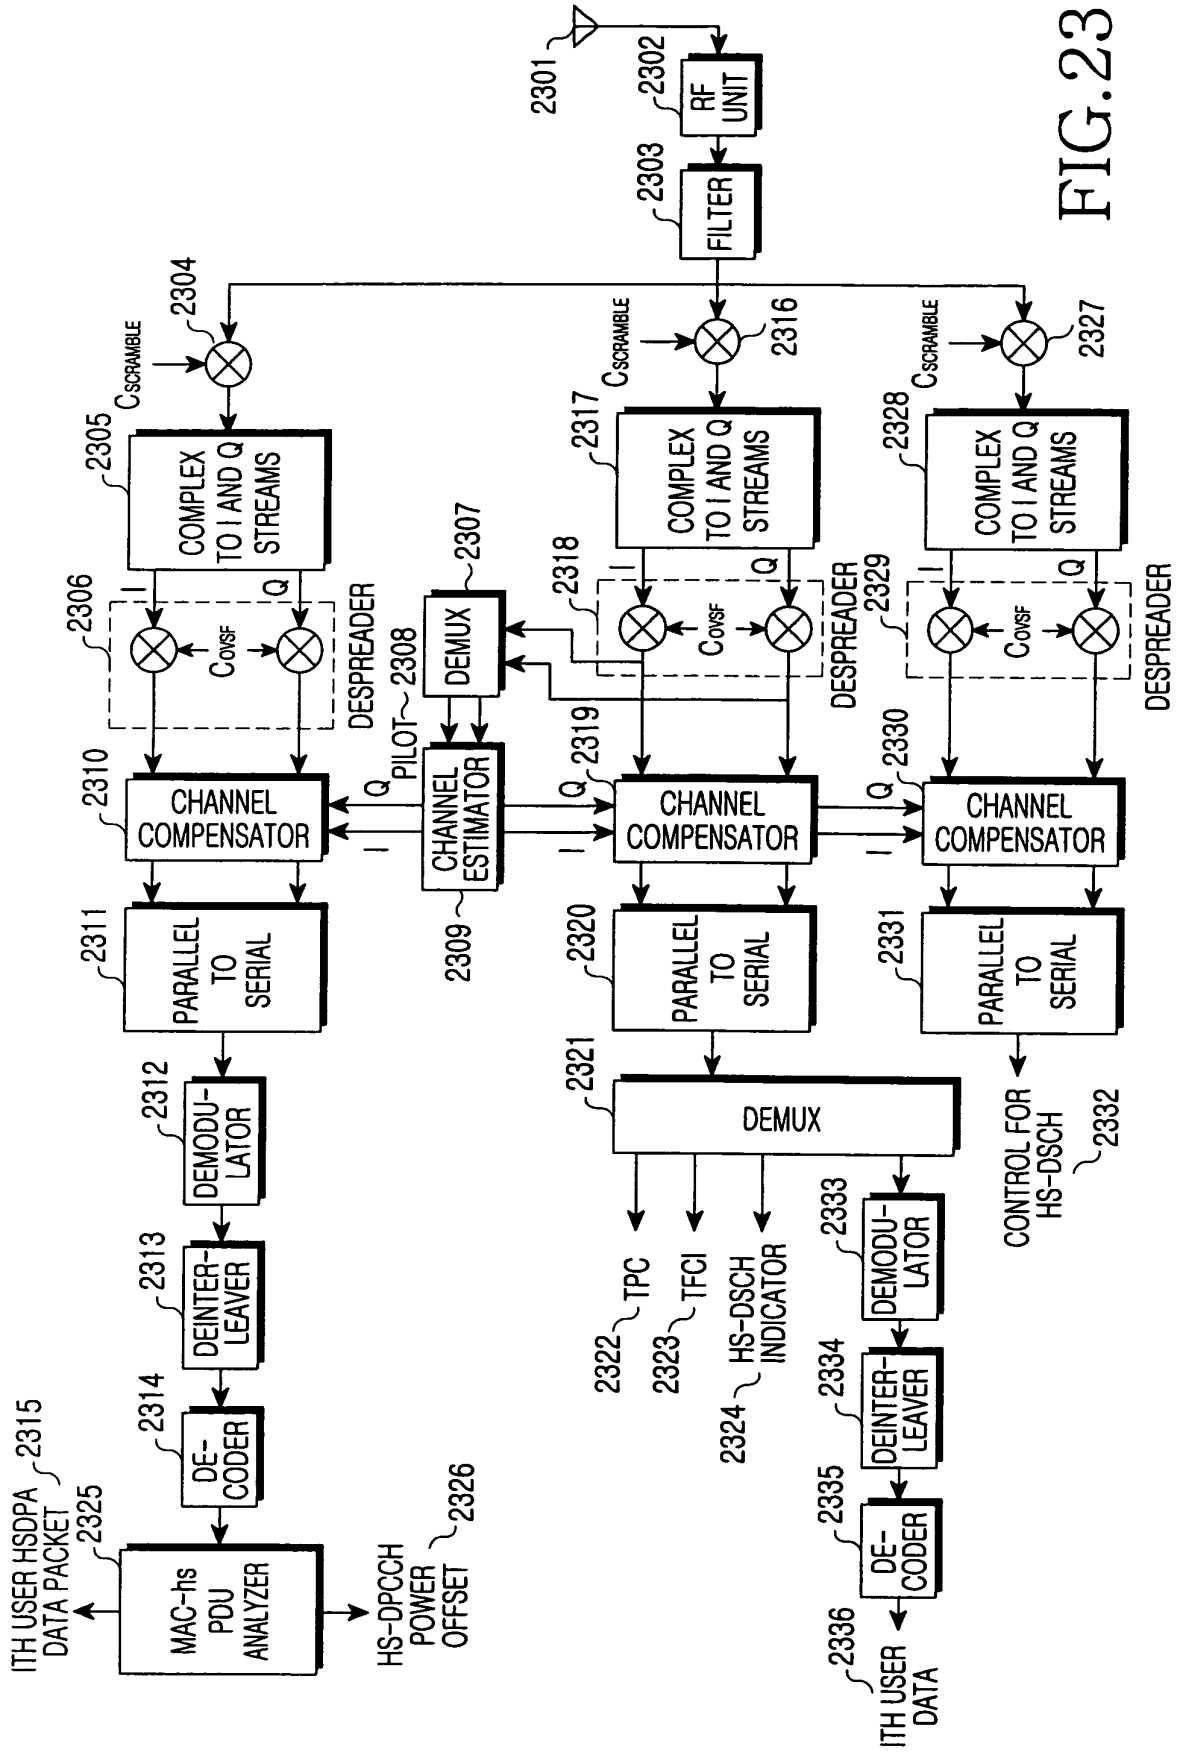 FIG.23
2301
2302
RF
UNIT
2303
FILTER
2304
CSCRAMBLE
2305
COMPLEX
TO I AND Q
STREAMS
I
Q
2306
COVSF
DESPREADER
2310
CHANNEL
COMPENSATOR
2311
PARALLEL
TO
SERIAL
2312
DEMODU-
LATOR
2313
DEINTER-
LEAVER
2314
DE-
CODER
MAC-hs
PDU
ANALYZER
2325
ITH USER HSDPA
DATA PACKET
2315
HS-DPCCH
POWER
OFFSET
2326
2307
DEMUX
PILOT
2308
CHANNEL
ESTIMATOR
2309
Q
I
Q
I
CSCRAMBLE
2316
2317
COMPLEX
TO I AND Q
STREAMS
I
Q
2318
COVSF
DESPREADER
2319
CHANNEL
COMPENSATOR
Q
I
2320
PARALLEL
TO
SERIAL
2321
DEMUX
TPC
2322
TFCI
2323
HS-DSCH
INDICATOR
2324
2333
DEMODU-
LATOR
2334
DEINTER-
LEAVER
2335
DE-
CODER
2336
ITH USER
DATA
CSCRAMBLE
2327
2328
COMPLEX
TO I AND Q
STREAMS
I
Q
2329
COVSF
DESPREADER
2330
CHANNEL
COMPENSATOR
2331
PARALLEL
TO
SERIAL
CONTROL FOR
HS-DSCH
2332